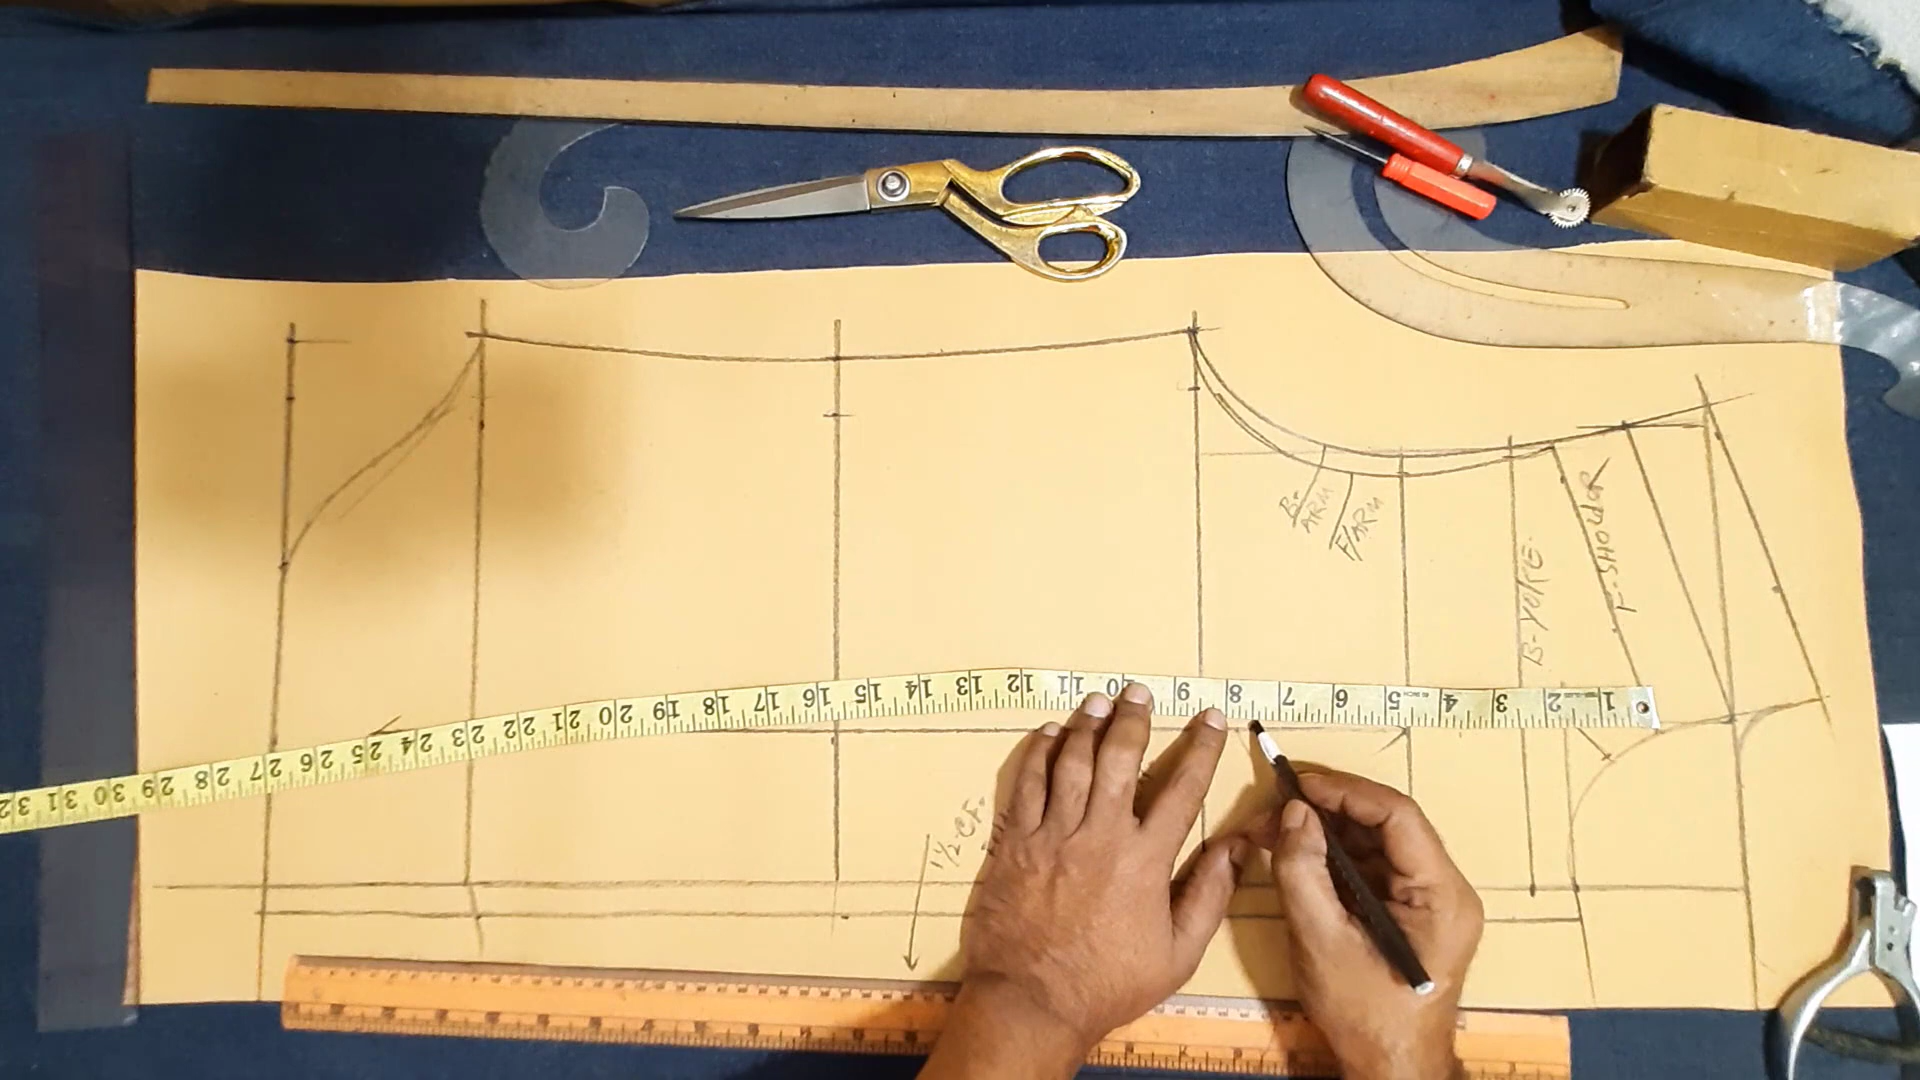 B-
ARM
F/ARM
B-YOKE.
F-SHOLDER
1½-CF.
1 2 3 4 5 6 7 8 9 10 11 12 13 14 15 16 17 18 19 20 21 22 23 24 25 26 27 28 29 30 31 32